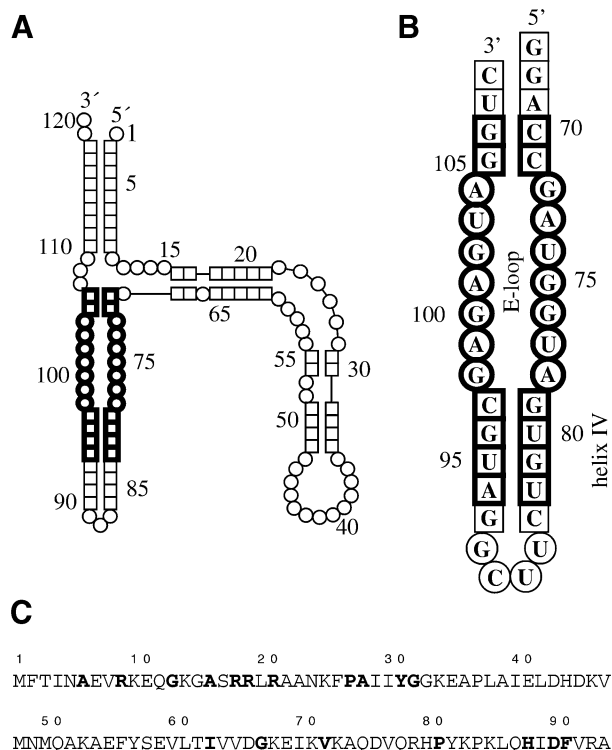 A
B
3´ 5´
120 1
5
110
15 20
65
100 75
55 30
50
90 85
40
3' 5'
G
C G
U A
G C 70
105 G C
A G
U A
G U
A G 75
100 G G
A U
G A
E-loop
C G
G U 80
95 U G
A U
G C
G U
C U
helix IV
C
1 10 20 30 40
MFTINAEVRKEQGKGASRRLRAANKFPAIIYGGKEAPLAIELDHDKV
50 60 70 80 90
MNMOAKAEFYSEVLTIVVDGKEIKVKAODVORHPYKPKLOHIDFVRA